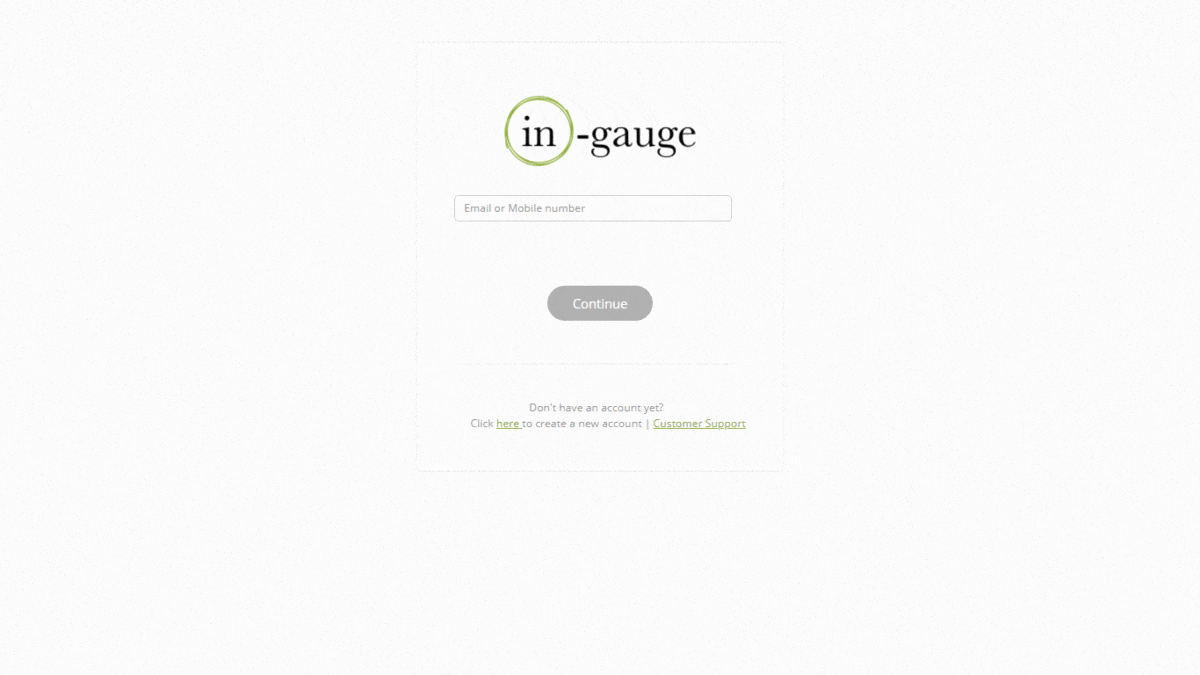 in-gauge
Email or Mobile number
Continue
Don't have an account yet?
Click here to create a new account | Customer Support